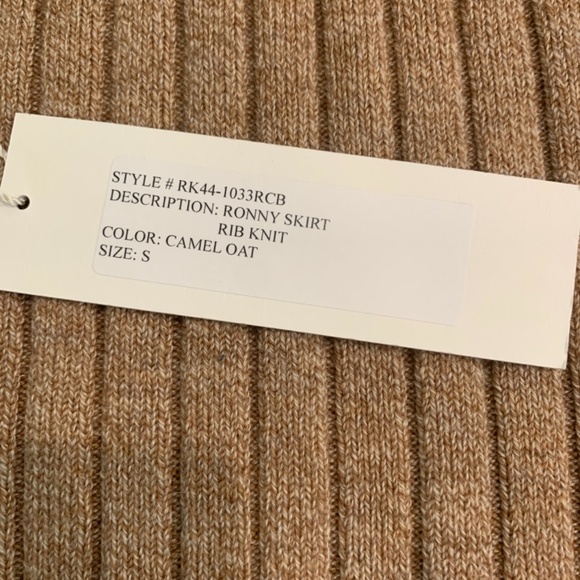 STYLE # RK44-1033RCB
DESCRIPTION: RONNY SKIRT
RIB KNIT
COLOR: CAMEL OAT
SIZE: S